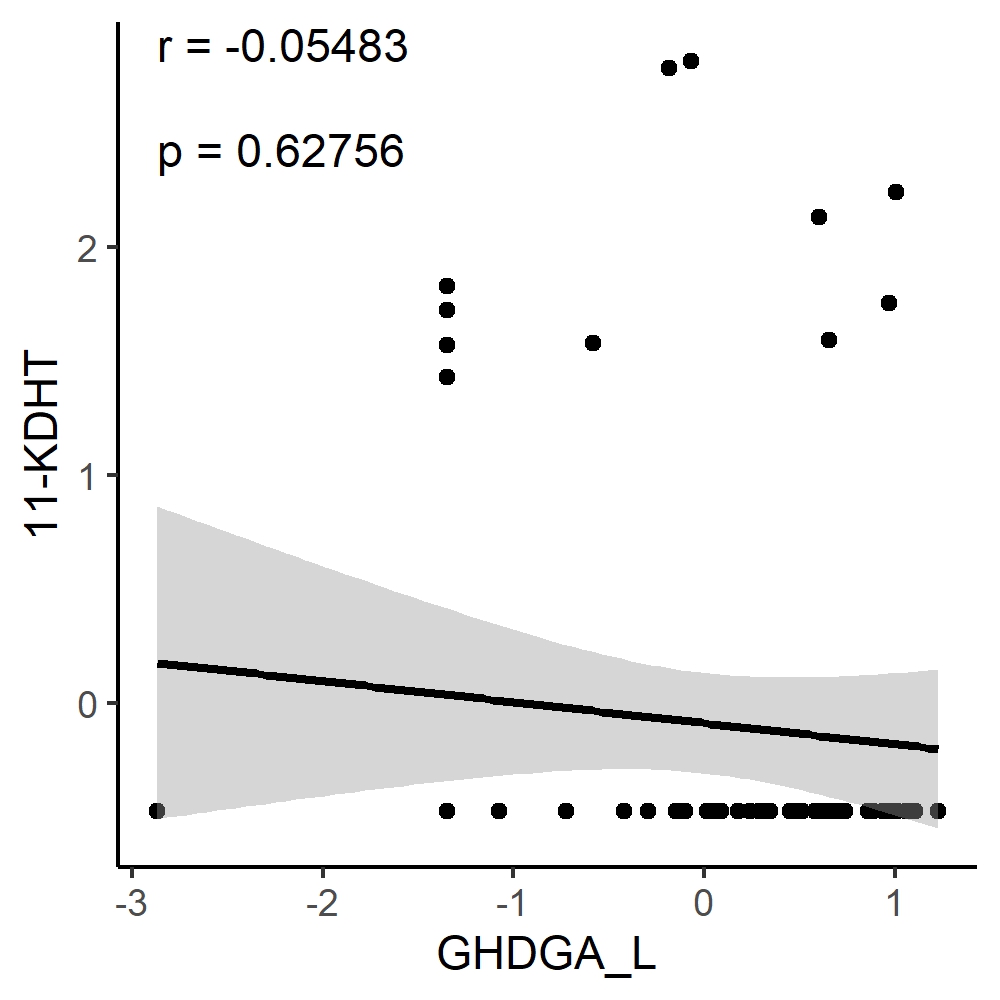 r = -0.05483
p = 0.62756
11-KDHT
2
1
0
-3 -2 -1 0 1
GHDGA_L